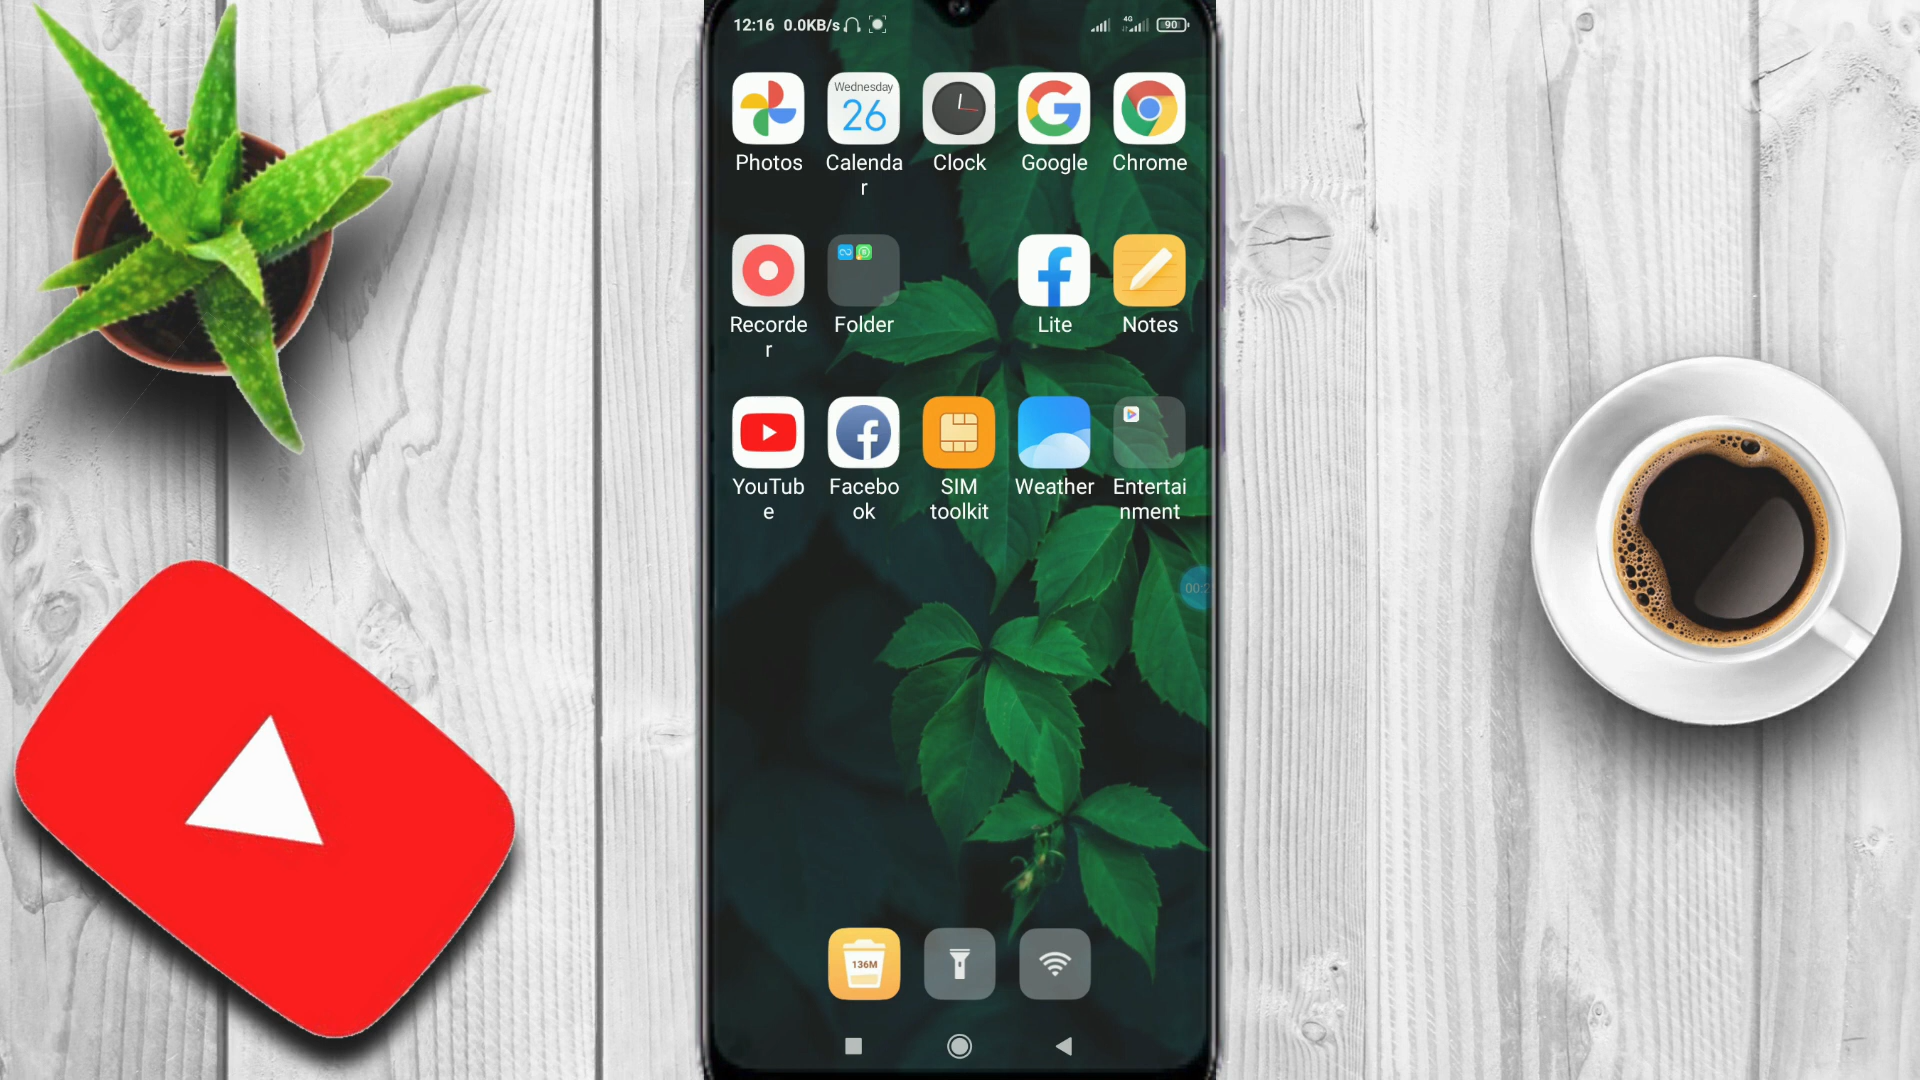 12:16 0.0KB/s 4G 90
Wednesday
26
Photos Calenda Clock Google Chrome
r
Recorde Folder Lite Notes
r
YouTub Facebo SIM Weather Entertai
e ok toolkit nment
136M